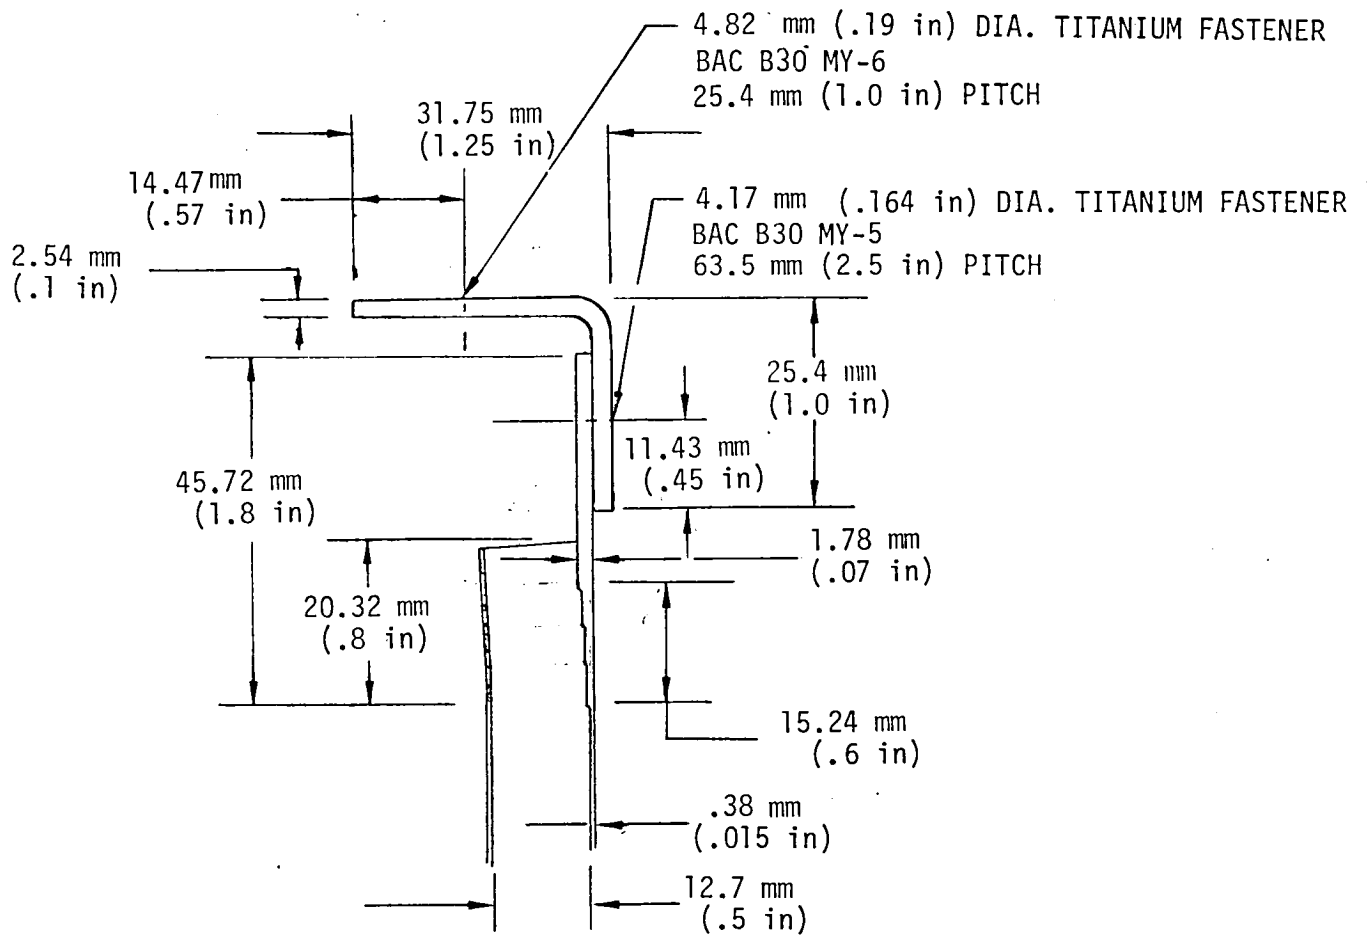 4.82 mm (.19 in) DIA. TITANIUM FASTENER
BAC B30 MY-6
25.4 mm (1.0 in) PITCH
31.75 mm
(1.25 in)
14.47 mm
(.57 in)
4.17 mm (.164 in) DIA. TITANIUM FASTENER
BAC B30 MY-5
63.5 mm (2.5 in) PITCH
2.54 mm
(.1 in)
25.4 mm
(1.0 in)
11.43 mm
(.45 in)
45.72 mm
(1.8 in)
1.78 mm
(.07 in)
20.32 mm
(.8 in)
15.24 mm
(.6 in)
.38 mm
(.015 in)
12.7 mm
(.5 in)